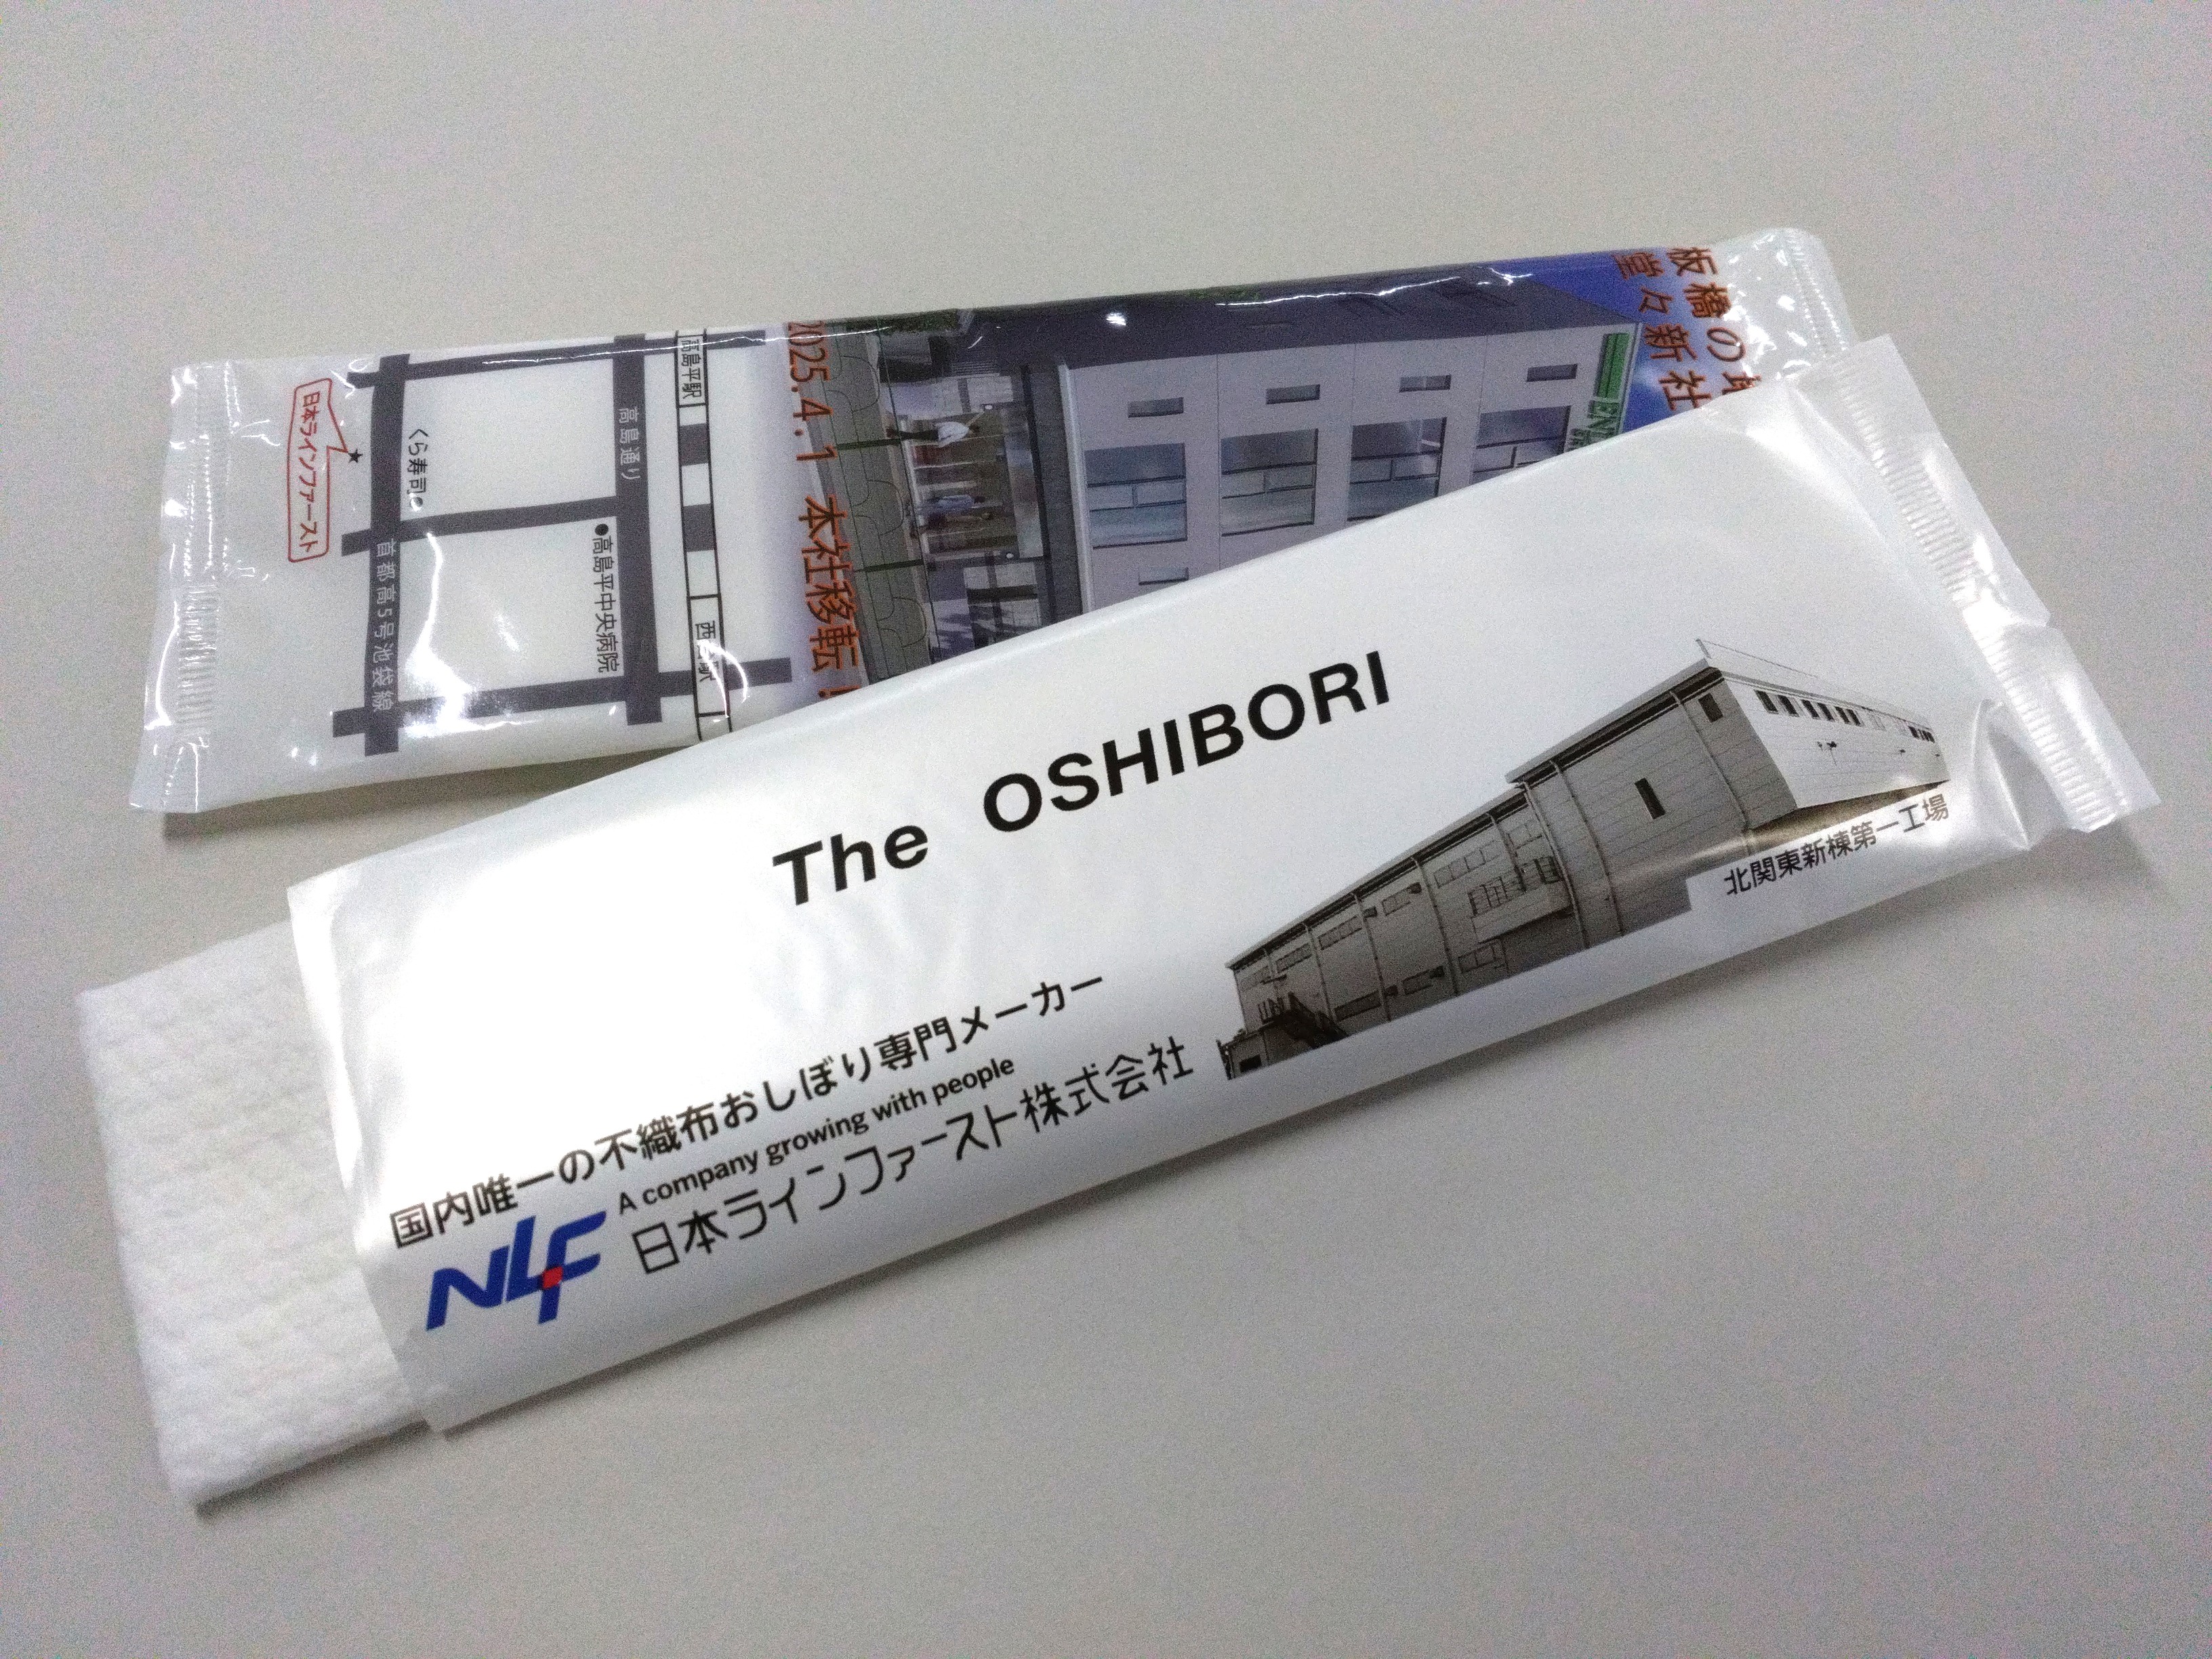 The OSHIBORI
国内唯一の不織布おしぼり専門メーカー
A company growing with people
NLF
日本ラインファースト株式会社
北関東新棟第一工場
板橋の
堂々新社
2025.4.1 本社移転!
高島平駅
西台駅
高島通り
●高島平中央病院
くら寿司●
首都高5号池袋線
★
日本ラインファースト